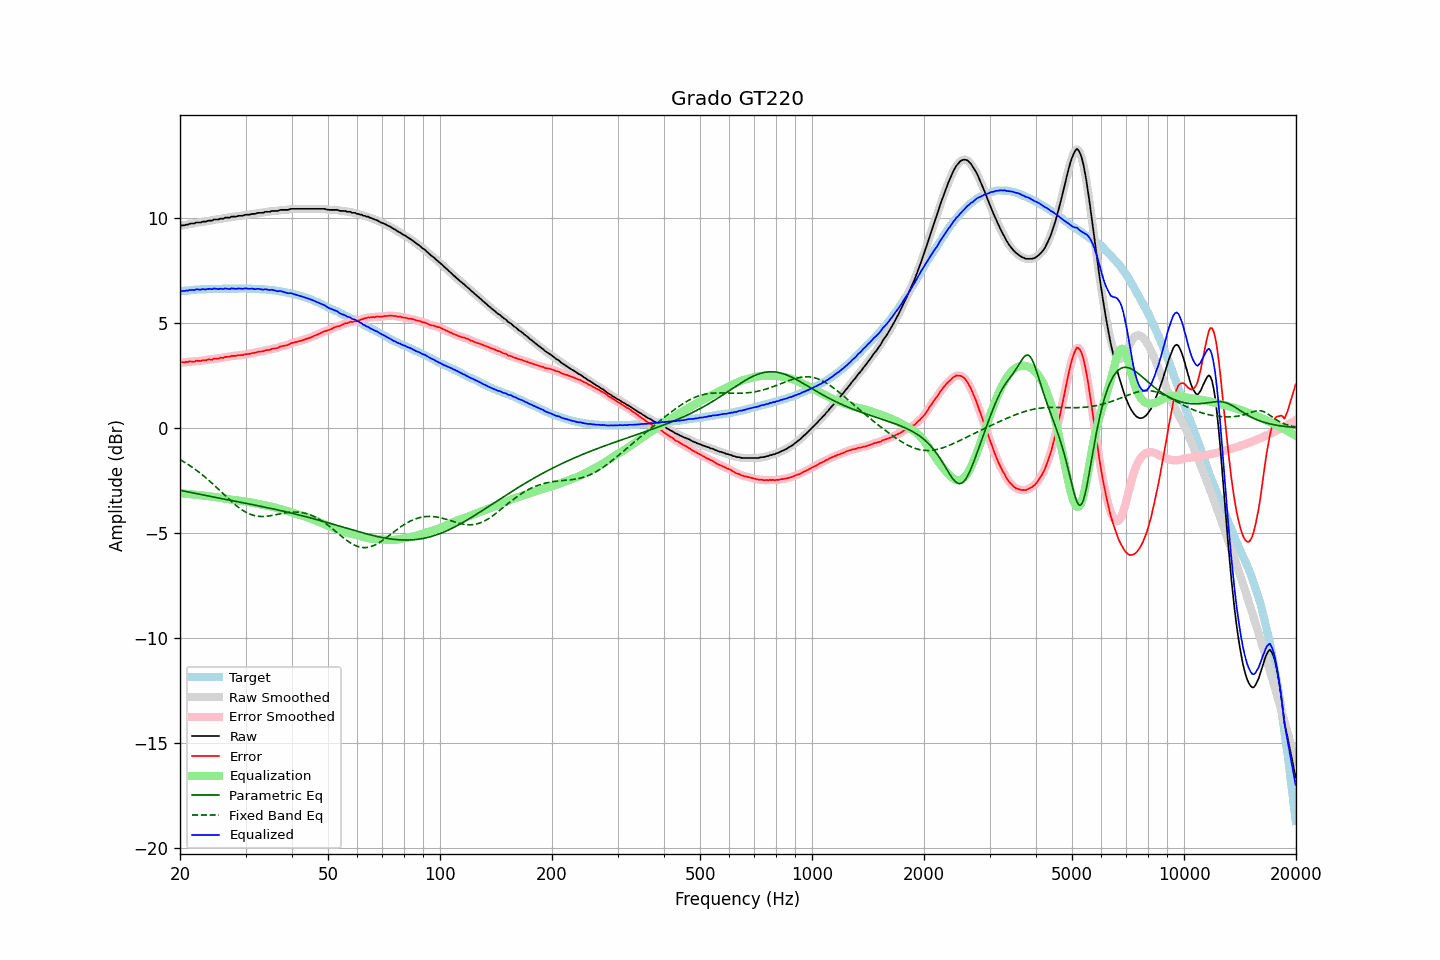 Grado GT220
Amplitude (dBr)
10
5
0
−5
−10
−15
−20
Target
Raw Smoothed
Error Smoothed
Raw
Error
Equalization
Parametric Eq
Fixed Band Eq
Equalized
20 50 100 200 500 1000 2000 5000 10000 20000
Frequency (Hz)